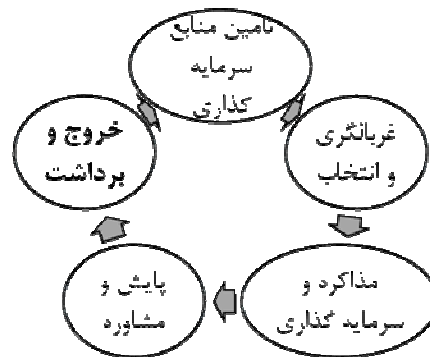 تامین منابع
سرمایه
گذاری
غربالگری
و انتخاب
مذاکره و
سرمایه گذاری
پایش و
مشاوره
خروج و
برداشت